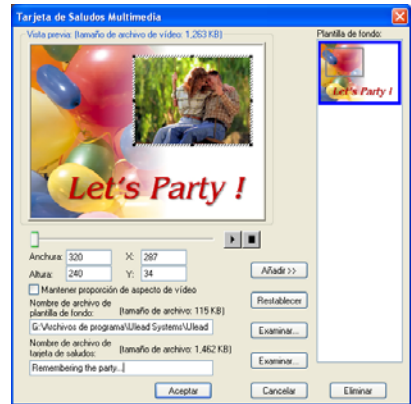 Tarjeta de Saludos Multimedia
Vista previa: (tamaño de archivo de vídeo: 1,263 KB)
Plantilla de fondo:
Let's Party !
Let's Party !
Anchura: 320 X: 287
Altura: 240 Y: 34
Añadir >>
Mantener proporción de aspecto de vídeo
Nombre de archivo de plantilla de fondo: (tamaño de archivo: 115 KB)
Restablecer
G:\Archivos de programa\Ulead Systems\Ulead
Examinar...
Nombre de archivo de tarjeta de saludos: (tamaño de archivo: 1,462 KB)
Remembering the party...
Examinar...
Aceptar
Cancelar
Eliminar